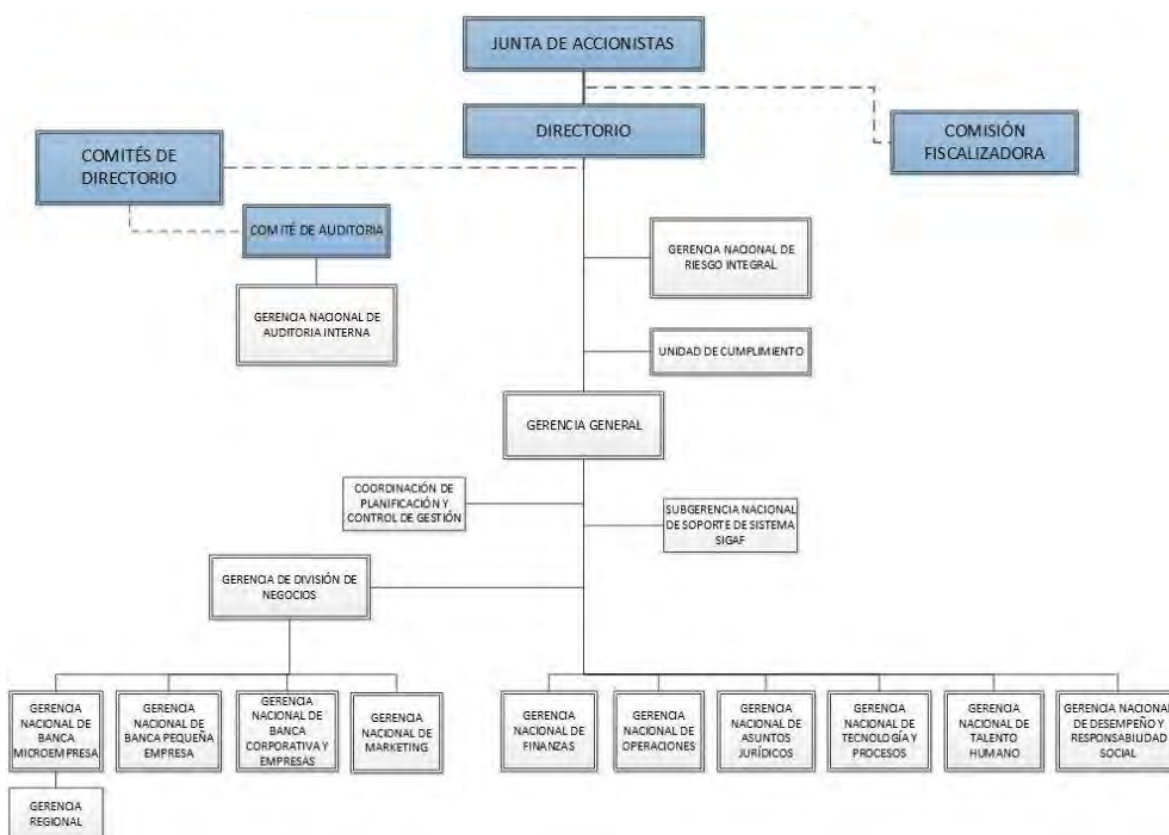 JUNTA DE ACCIONISTAS
DIRECTORIO
COMISIÓN
FISCALIZADORA
COMITÉS DE
DIRECTORIO
COMITÉ DE AUDITORIA
GERENCIA NACIONAL DE
AUDITORIA INTERNA
GERENCIA NACIONAL DE
RIESGO INTEGRAL
UNIDAD DE CUMPLIMIENTO
GERENCIA GENERAL
COORDINACIÓN DE
PLANIFICACIÓN Y
CONTROL DE GESTIÓN
SUBGERENCIA NACIONAL
DE SOPORTE DE SISTEMA
SIGAF
GERENCIA DE DIVISIÓN DE
NEGOCIOS
GERENCIA
NACIONAL DE
BANCA
MICROEMPRESA
GERENCIA
NACIONAL DE
BANCA PEQUEÑA
EMPRESA
GERENCIA
NACIONAL DE
BANCA
CORPORATIVA Y
EMPRESAS
GERENCIA
NACIONAL DE
MARKETING
GERENCIA
NACIONAL
DE FINANZAS
GERENCIA
NACIONAL DE
OPERACIONES
GERENCIA
NACIONAL DE
ASUNTOS
JURÍDICOS
GERENCIA
NACIONAL DE
TECNOLOGÍA Y
PROCESOS
GERENCIA
NACIONAL DE
TALENTO
HUMANO
GERENCIA NACIONAL
DE DESEMPEÑO Y
RESPONSABILIDAD
SOCIAL
GERENCIA
REGIONAL